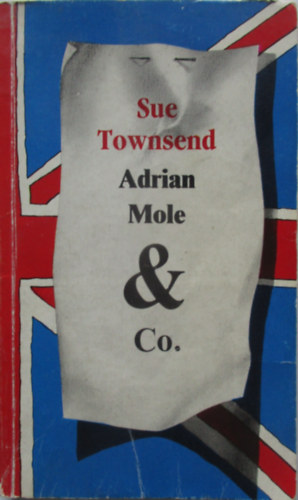 Sue
Townsend
Adrian
Mole
&
Co.